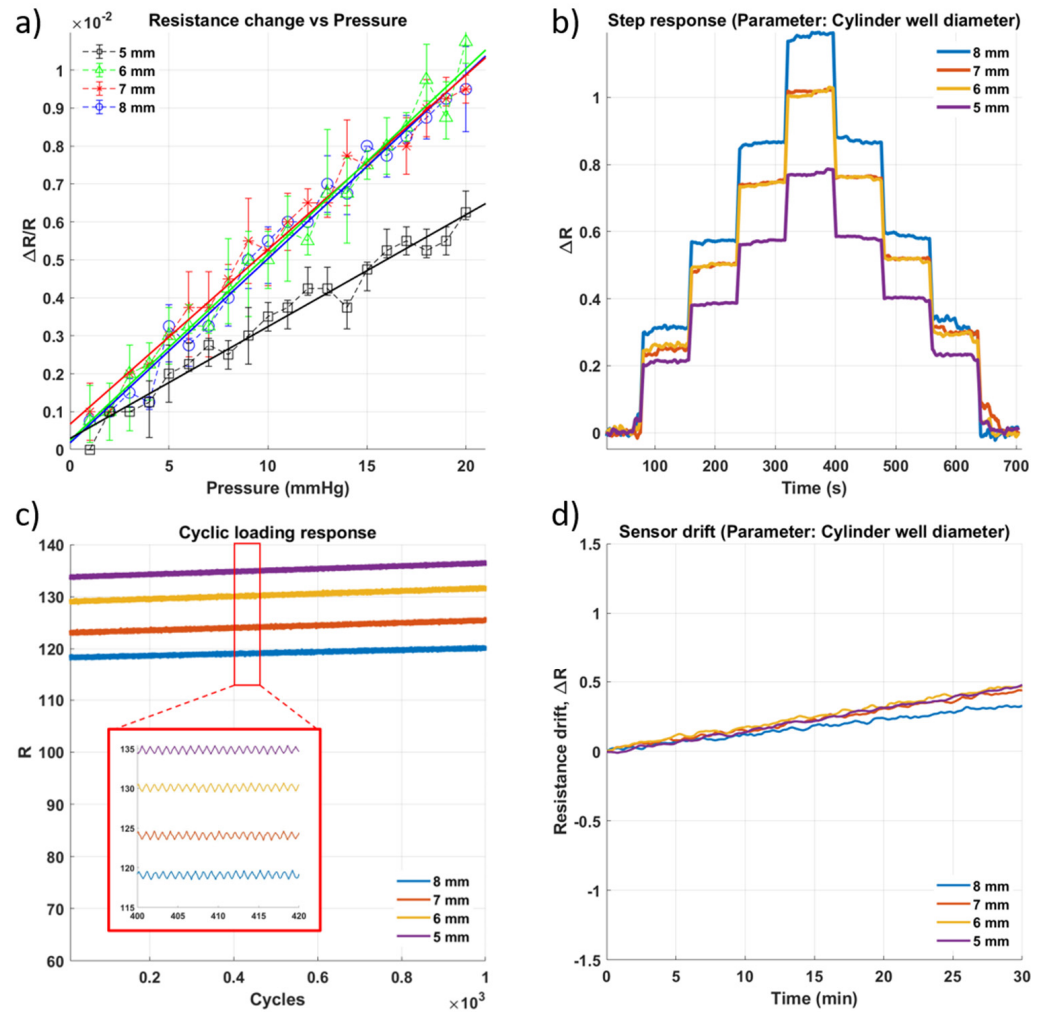 a)
×10⁻²
Resistance change vs Pressure
5 mm
6 mm
7 mm
8 mm
1
0.9
0.8
0.7
0.6
0.5
0.4
0.3
0.2
0.1
0
ΔR/R
0 5 10 15 20
Pressure (mmHg)
b)
Step response (Parameter: Cylinder well diameter)
8 mm
7 mm
6 mm
5 mm
1
0.8
0.6
0.4
0.2
0
ΔR
100 200 300 400 500 600 700
Time (s)
c)
Cyclic loading response
140
130
120
110
100
90
80
70
60
R
135
130
125
120
115
400 405 410 415 420
8 mm
7 mm
6 mm
5 mm
0.2 0.4 0.6 0.8 1
Cycles
×10³
d)
Sensor drift (Parameter: Cylinder well diameter)
1.5
1
0.5
0
-0.5
-1
-1.5
Resistance drift, ΔR
8 mm
7 mm
6 mm
5 mm
0 5 10 15 20 25 30
Time (min)